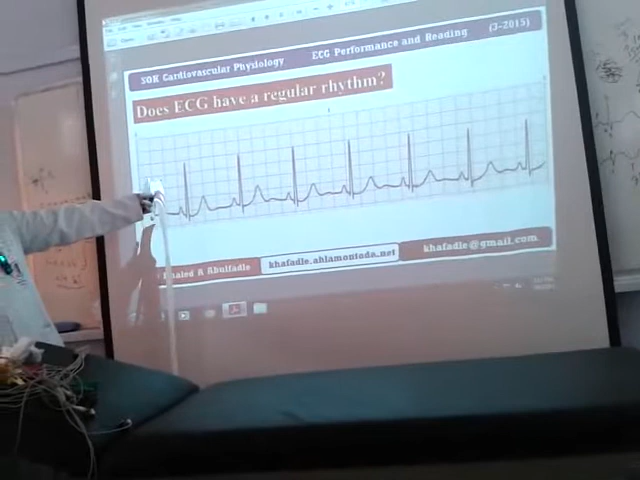 SOK Cardiovascular Physiology ECG Performance and Reading (3-2015)
Does ECG have a regular rhythm?
Khaled A Abulfadle khafadle.ahlamontada.net khafadle@gmail.com